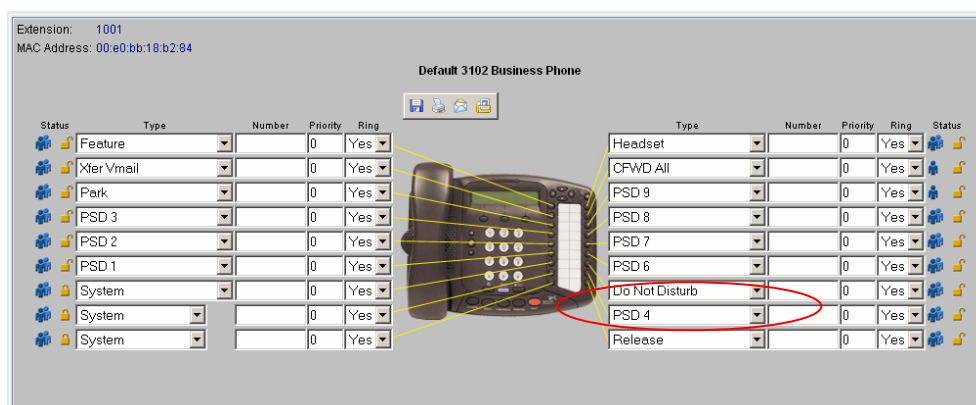 Extension: 1001
MAC Address: 00:e0:bb:18:b2:84
Default 3102 Business Phone
Status Type Number Priority Ring Type Number Priority Ring Status
Feature 0 Yes Headset 0 Yes
Xfer Vmail 0 Yes CFWD All 0 Yes
Park 0 Yes PSD 9 0 Yes
PSD 3 0 Yes PSD 8 0 Yes
PSD 2 0 Yes PSD 7 0 Yes
PSD 1 0 Yes PSD 6 0 Yes
System 0 Yes Do Not Disturb 0 Yes
System 0 Yes PSD 4 0 Yes
System 0 Yes Release 0 Yes